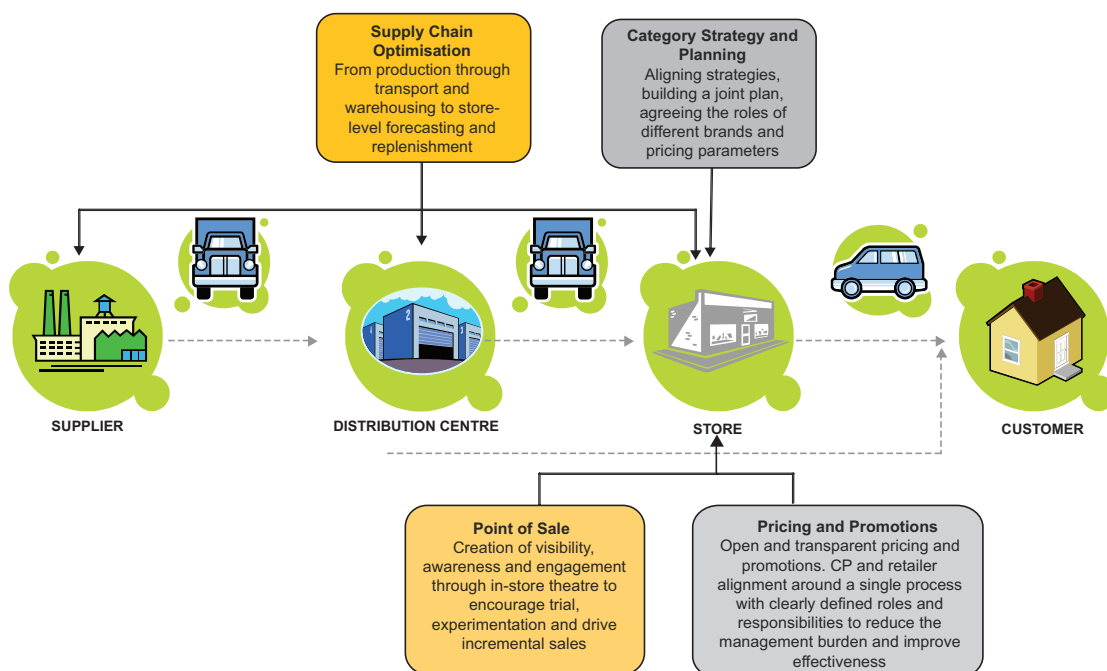 Supply Chain
Optimisation
From production through
transport and
warehousing to store-
level forecasting and
replenishment
Category Strategy and
Planning
Aligning strategies,
building a joint plan,
agreeing the roles of
different brands and
pricing parameters
2
SUPPLIER
DISTRIBUTION CENTRE
STORE
CUSTOMER
Point of Sale
Creation of visibility,
awareness and engagement
through in-store theatre to
encourage trial,
experimentation and drive
incremental sales
Pricing and Promotions
Open and transparent pricing and
promotions. CP and retailer
alignment around a single process
with clearly defined roles and
responsibilities to reduce the
management burden and improve
effectiveness